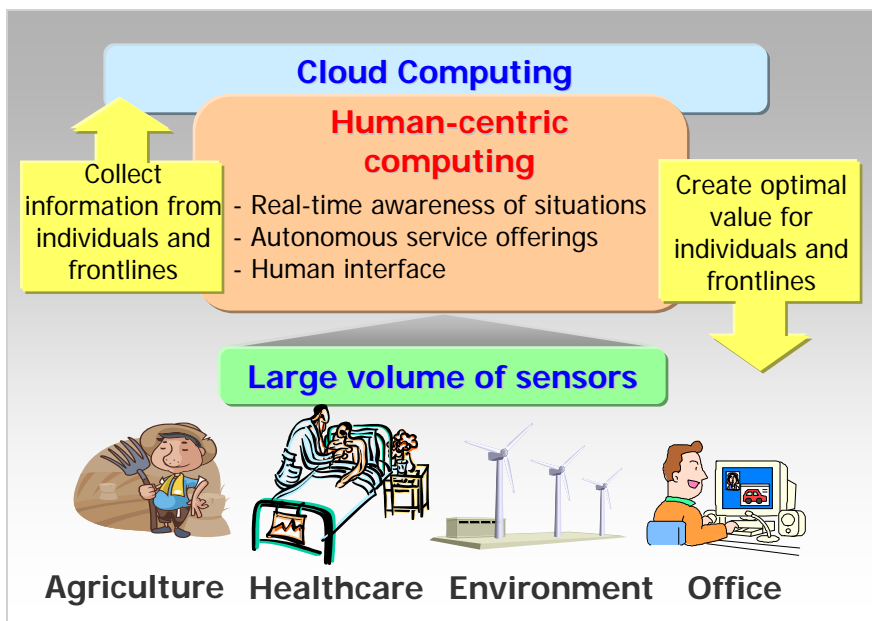 Cloud Computing
Human-centric
computing
Collect
information from
individuals and
frontlines
- Real-time awareness of situations
- Autonomous service offerings
- Human interface
Create optimal
value for
individuals and
frontlines
Large volume of sensors
Agriculture Healthcare Environment Office